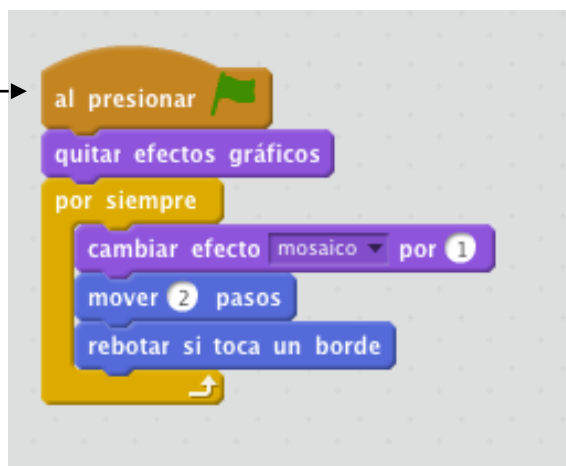 al presionar
quitar efectos gráficos
por siempre
cambiar efecto mosaico por 1
mover 2 pasos
rebotar si toca un borde